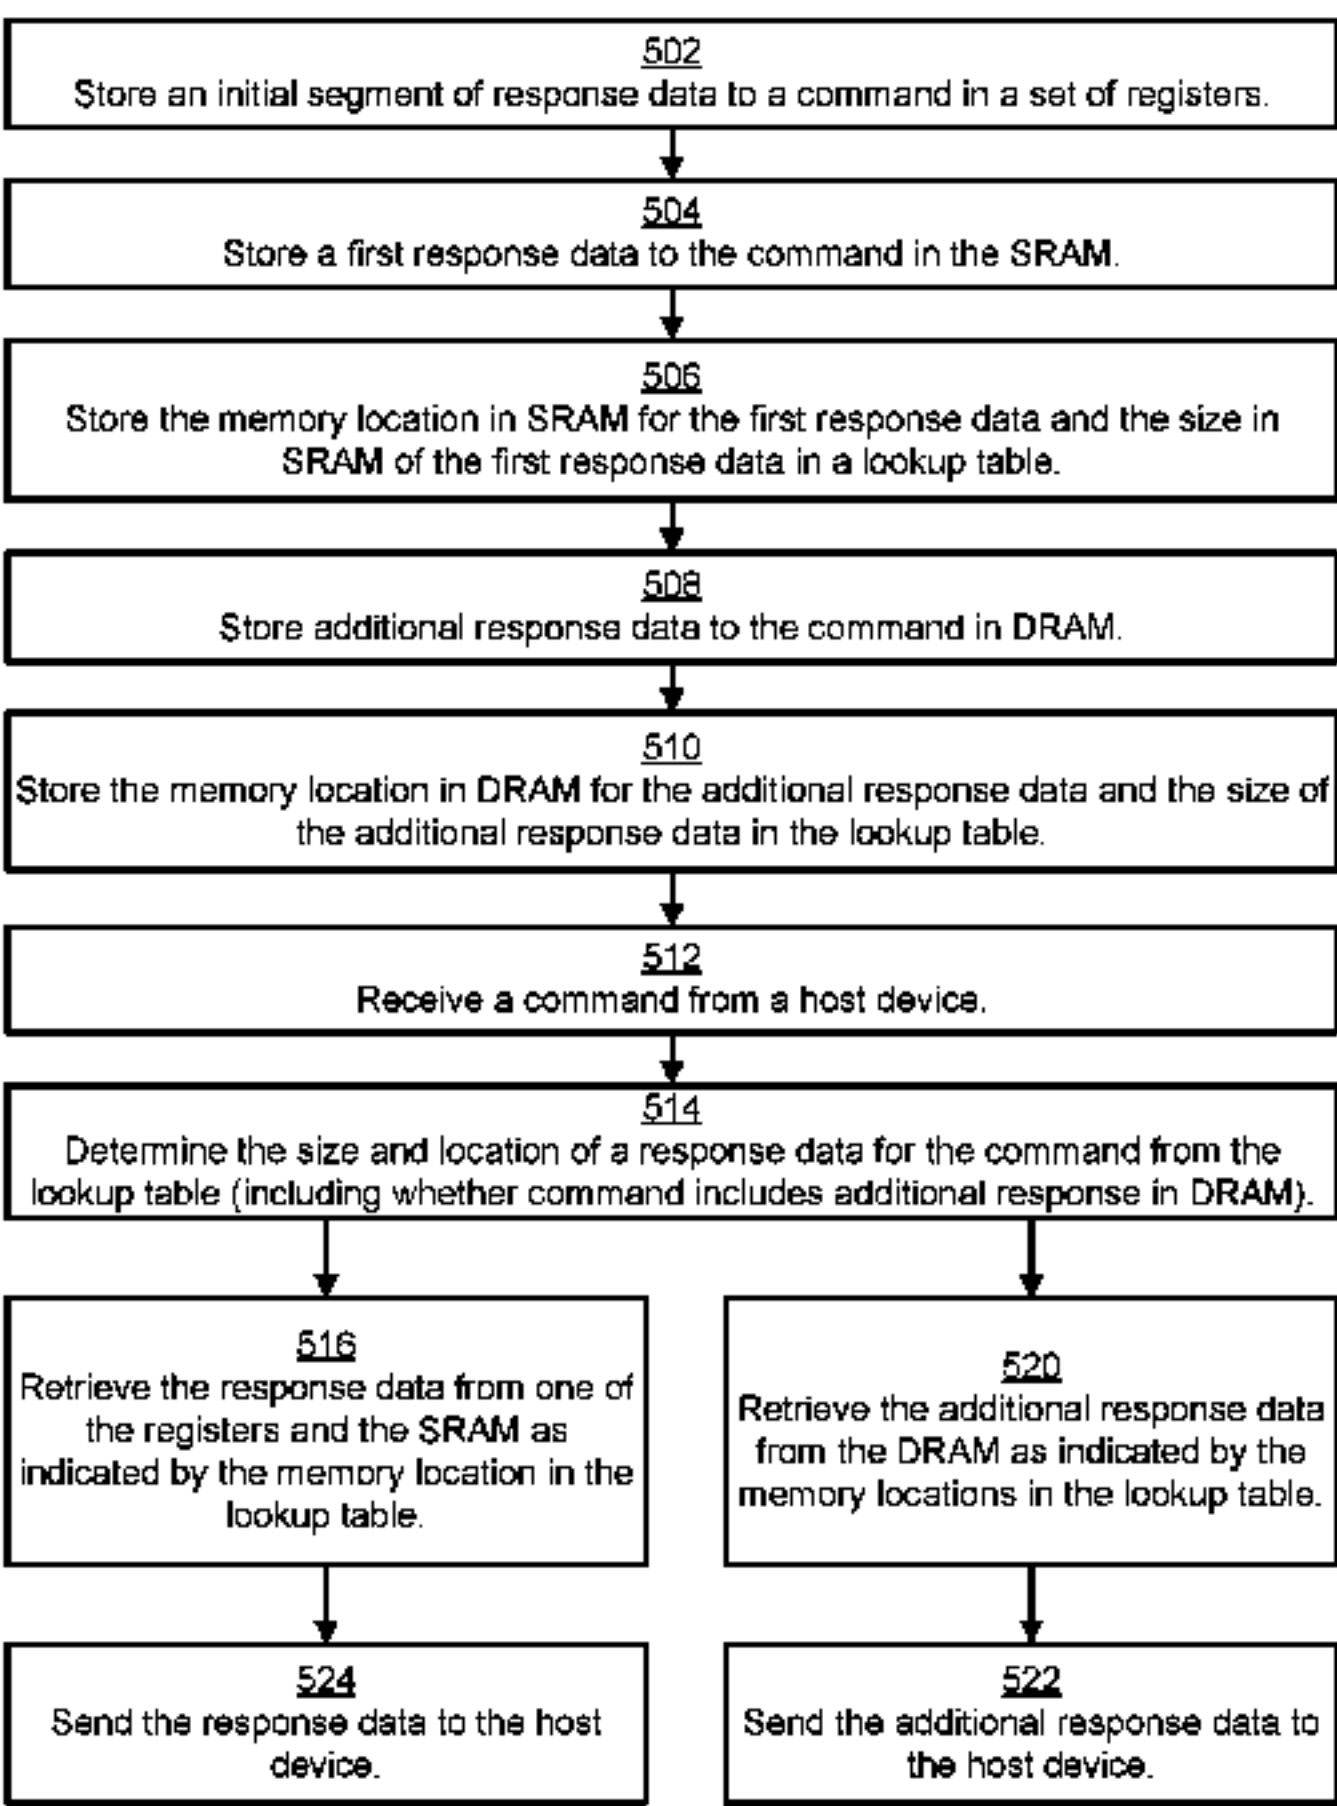 502
Store an initial segment of response data to a command in a set of registers.
504
Store a first response data to the command in the SRAM.
506
Store the memory location in SRAM for the first response data and the size in
SRAM of the first response data in a lookup table.
508
Store additional response data to the command in DRAM.
510
Store the memory location in DRAM for the additional response data and the size of
the additional response data in the lookup table.
512
Receive a command from a host device.
514
Determine the size and location of a response data for the command from the
lookup table (including whether command includes additional response in DRAM).
516
Retrieve the response data from one of
the registers and the SRAM as
indicated by the memory location in the
lookup table.
520
Retrieve the additional response data
from the DRAM as indicated by the
memory locations in the lookup table.
524
Send the response data to the host
device.
522
Send the additional response data to
the host device.